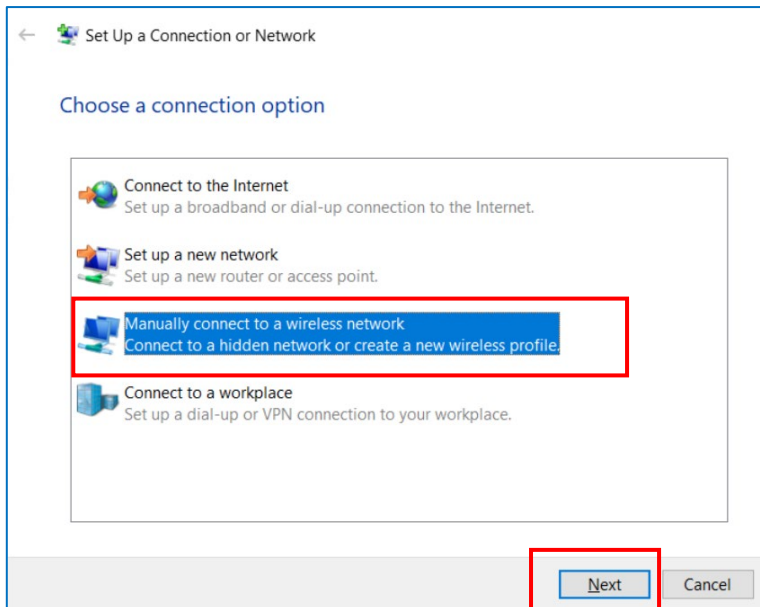 Set Up a Connection or Network
Choose a connection option
Connect to the Internet
Set up a broadband or dial-up connection to the Internet.
Set up a new network
Set up a new router or access point.
Manually connect to a wireless network
Connect to a hidden network or create a new wireless profile.
Connect to a workplace
Set up a dial-up or VPN connection to your workplace.
Next
Cancel